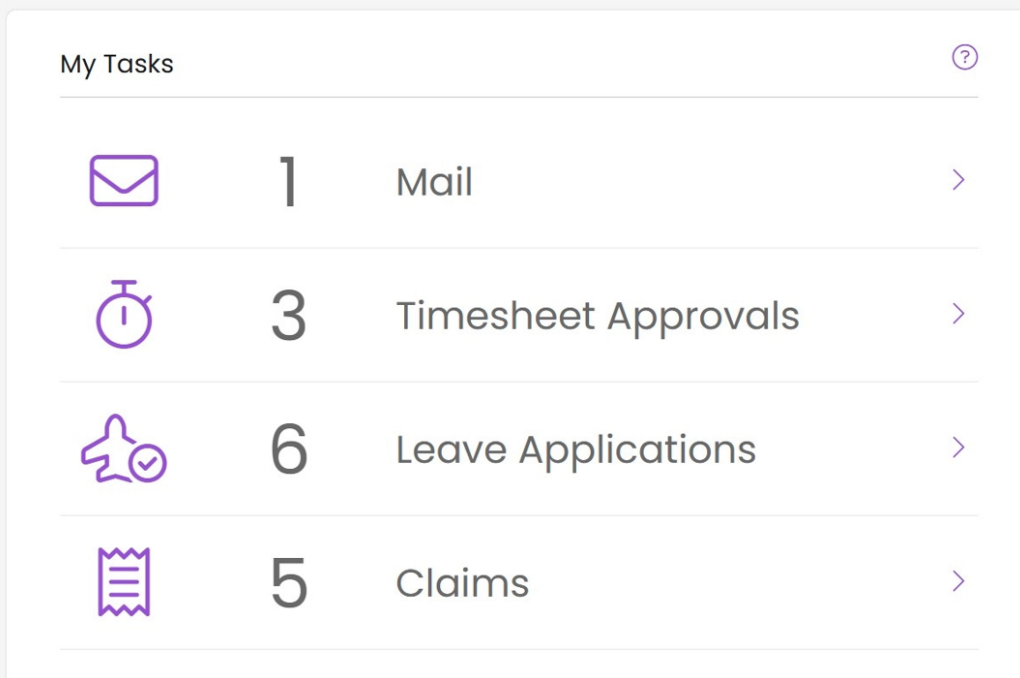 My Tasks
?
1 Mail
3 Timesheet Approvals
6 Leave Applications
5 Claims